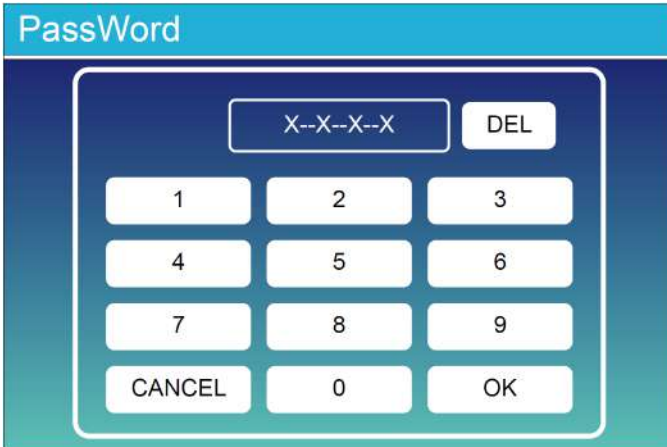 PassWord
X--X--X--X DEL
1 2 3
4 5 6
7 8 9
CANCEL 0 OK